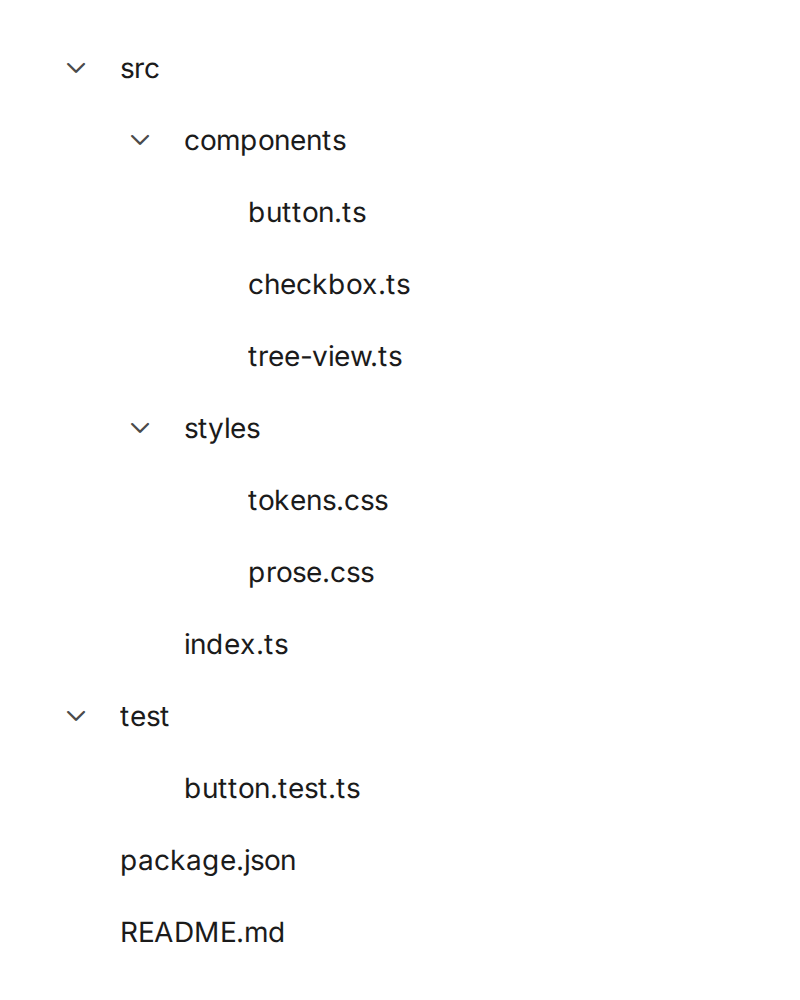 src
components
button.ts
checkbox.ts
tree-view.ts
styles
tokens.css
prose.css
index.ts
test
button.test.ts
package.json
README.md